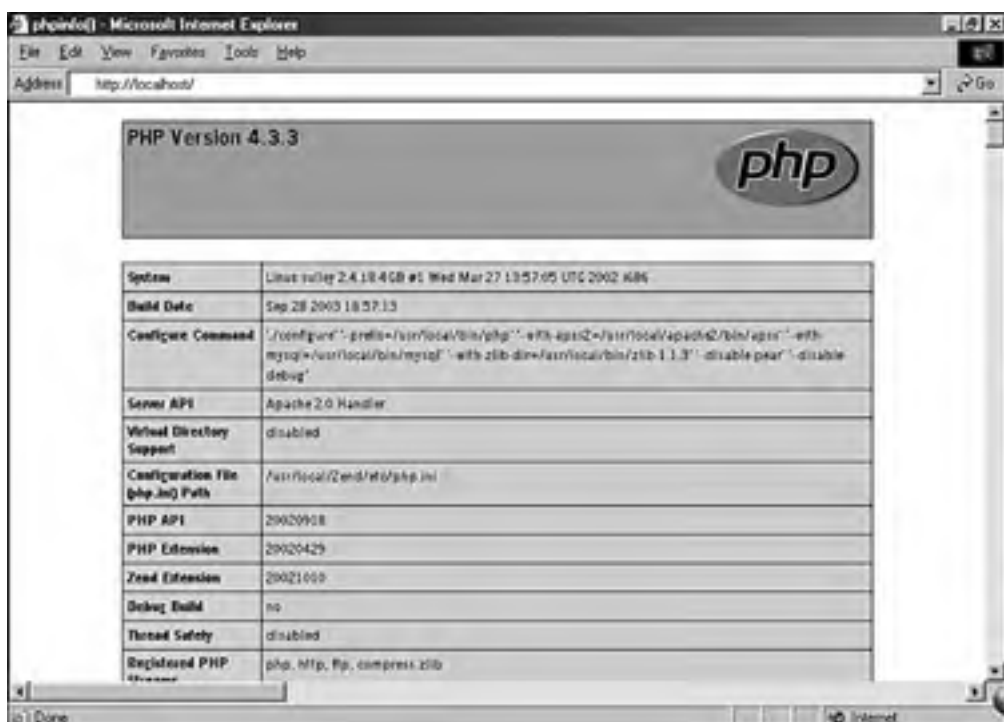 phpinfo() - Microsoft Internet Explorer
File Edit View Favorites Tools Help
Address http://localhost/ Go
PHP Version 4.3.3
php
System Linux 2.4.18-4GB #1 Wed Mar 27 13:57:05 UTC 2002 i686
Build Date Sep 28 2003 18:57:13
Configure Command './configure' '--prefix=/usr/local/bin/php' '--with-apxs2=/usr/local/apache2/bin/apxs' '--with-
mysql=/usr/local/bin/mysql' '--with-zlib-dir=/usr/local/bin/zlib-1.1.3' '--disable-pear' '--disable-
debug'
Server API Apache 2.0 Handler
Virtual Directory
Support disabled
Configuration File
(php.ini) Path /usr/local/Zend/etc/php.ini
PHP API 20020918
PHP Extension 20020429
Zend Extension 20021010
Debug Build no
Thread Safety disabled
Registered PHP
Streams php, http, ftp, compress.zlib
Done Internet